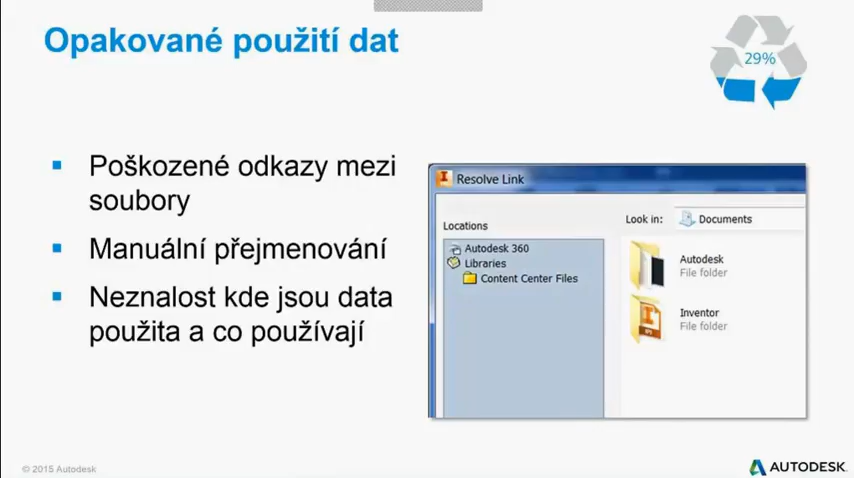 Opakované použití dat
29%
Poškozené odkazy mezi
soubory
Manuální přejmenování
Neznalost kde jsou data
použita a co používají
Resolve Link
Locations
Autodesk 360
Libraries
Content Center Files
Look in:
Documents
Autodesk
File folder
Inventor
File folder
© 2015 Autodesk
AUTODESK.